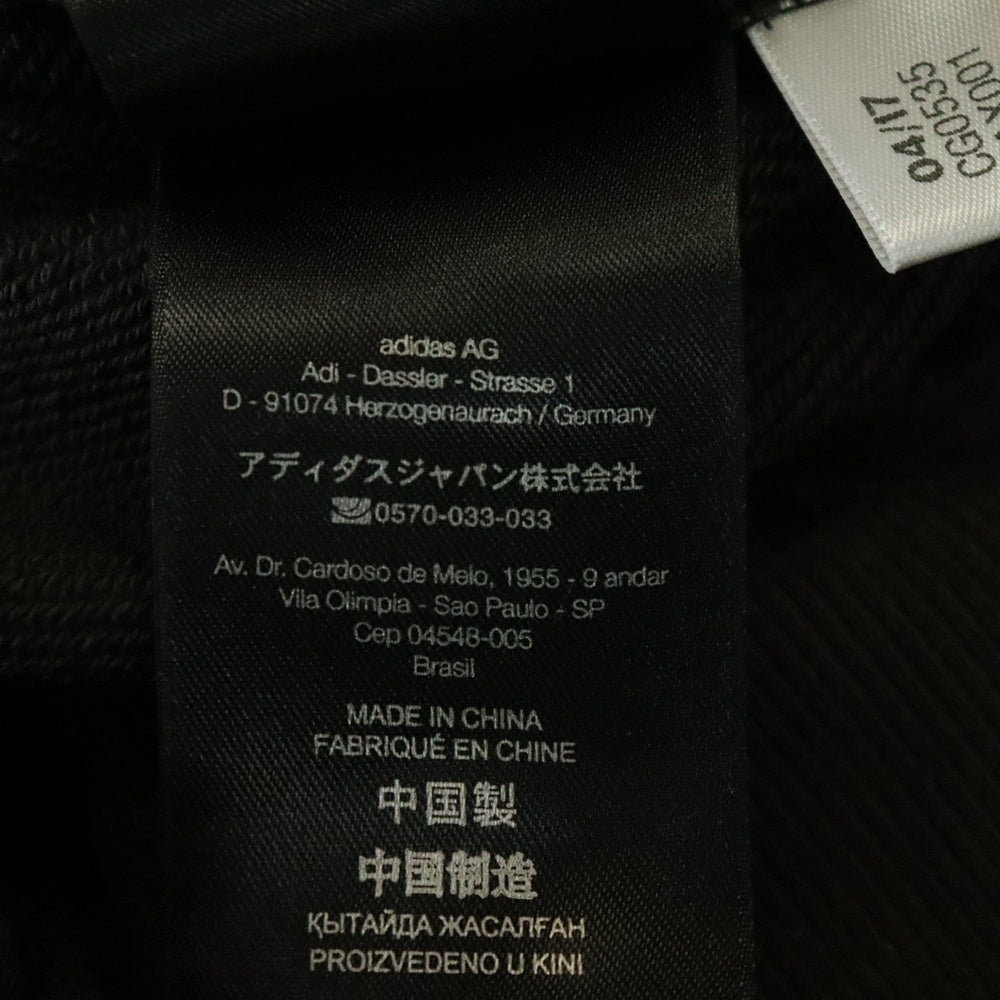 adidas AG
Adi - Dassler - Strasse 1
D - 91074 Herzogenaurach / Germany
アディダスジャパン株式会社
0570-033-033
Av. Dr. Cardoso de Melo, 1955 - 9 andar
Vila Olimpia - Sao Paulo - SP
Cep 04548-005
Brasil
MADE IN CHINA
FABRIQUÉ EN CHINE
中国製
中国制造
ҚЫТАЙДА ЖАСАЛҒАН
PROIZVEDENO U KINI
04/17
CG0535
Y001